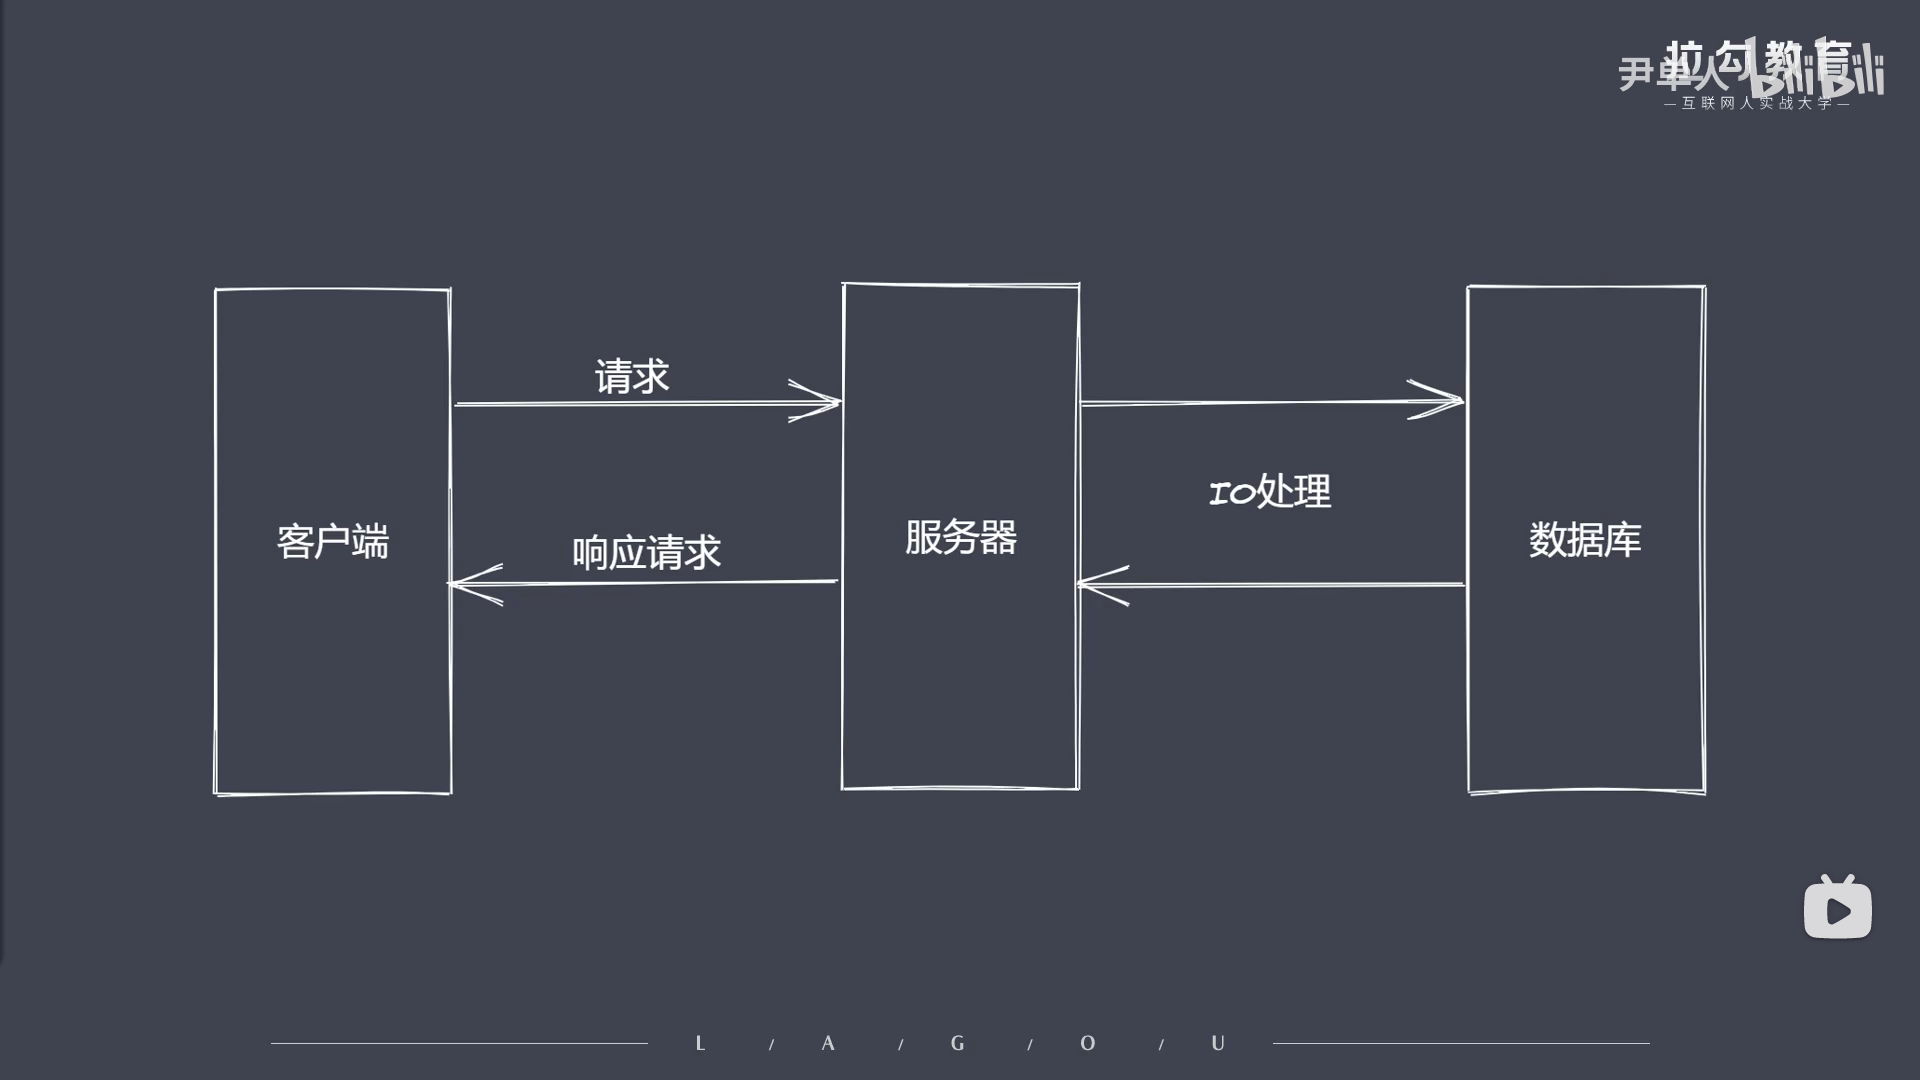 拉勾教育
尹单人
bilibili
—互联网人实战大学—
请求
IO处理
客户端
响应请求
服务器
数据库
L / A / G / O / U